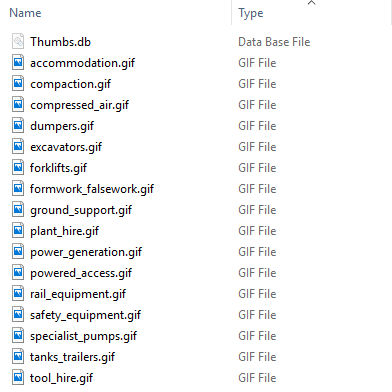 Name Type
Thumbs.db Data Base File
accommodation.gif GIF File
compaction.gif GIF File
compressed_air.gif GIF File
dumpers.gif GIF File
excavators.gif GIF File
forklifts.gif GIF File
formwork_falsework.gif GIF File
ground_support.gif GIF File
plant_hire.gif GIF File
power_generation.gif GIF File
powered_access.gif GIF File
rail_equipment.gif GIF File
safety_equipment.gif GIF File
specialist_pumps.gif GIF File
tanks_trailers.gif GIF File
tool_hire.gif GIF File